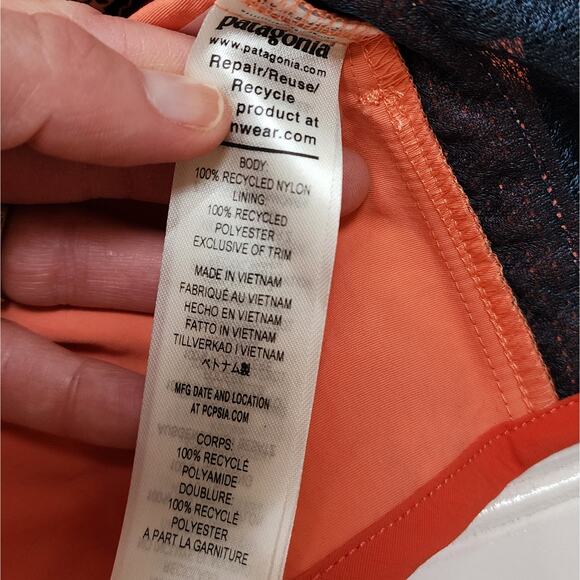 patagonia
www.patagonia.com
Repair/Reuse/
Recycle
product at
nwear.com
BODY:
100% RECYCLED NYLON
LINING:
100% RECYCLED
POLYESTER
EXCLUSIVE OF TRIM
MADE IN VIETNAM
FABRIQUÉ AU VIETNAM
HECHO EN VIETNAM
FATTO IN VIETNAM
TILLVERKAD I VIETNAM
ベトナム製
MFG DATE AND LOCATION
AT PCPSIA.COM
CORPS:
100% RECYCLÉ
POLYAMIDE
DOUBLURE:
100% RECYCLÉ
POLYESTER
A PART LA GARNITURE